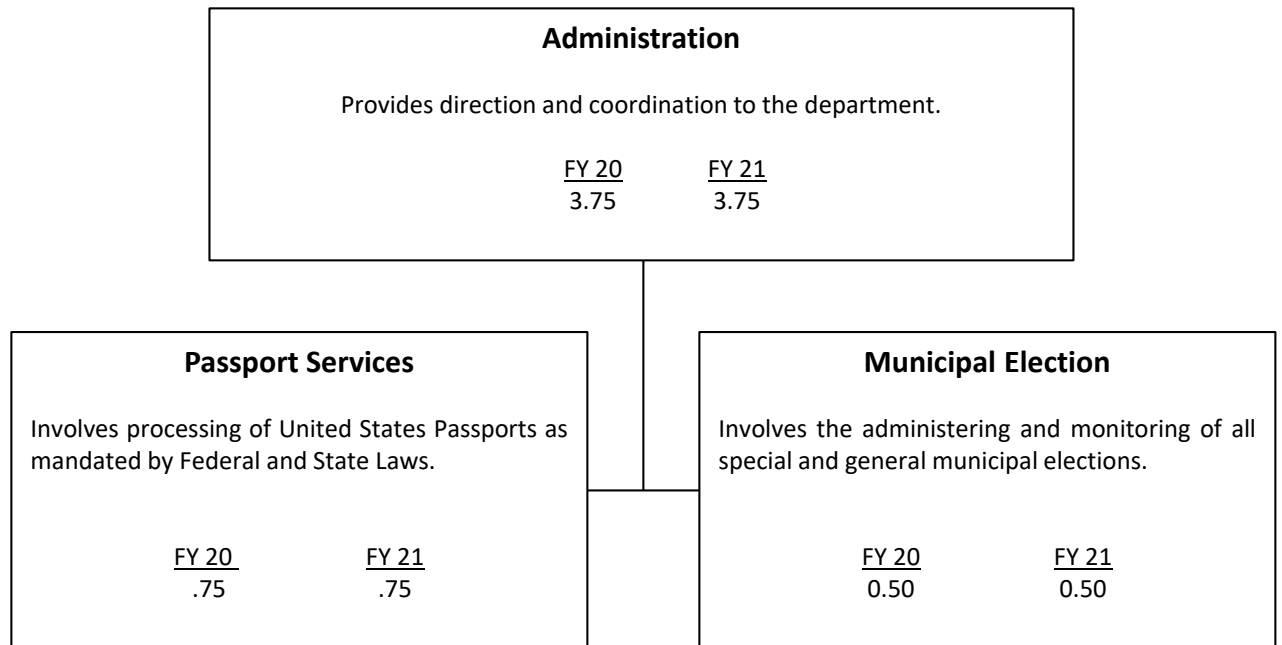 Administration
Provides direction and coordination to the department.
FY 20 FY 21
3.75 3.75
Passport Services
Involves processing of United States Passports as
mandated by Federal and State Laws.
FY 20 FY 21
.75 .75
Municipal Election
Involves the administering and monitoring of all
special and general municipal elections.
FY 20 FY 21
0.50 0.50